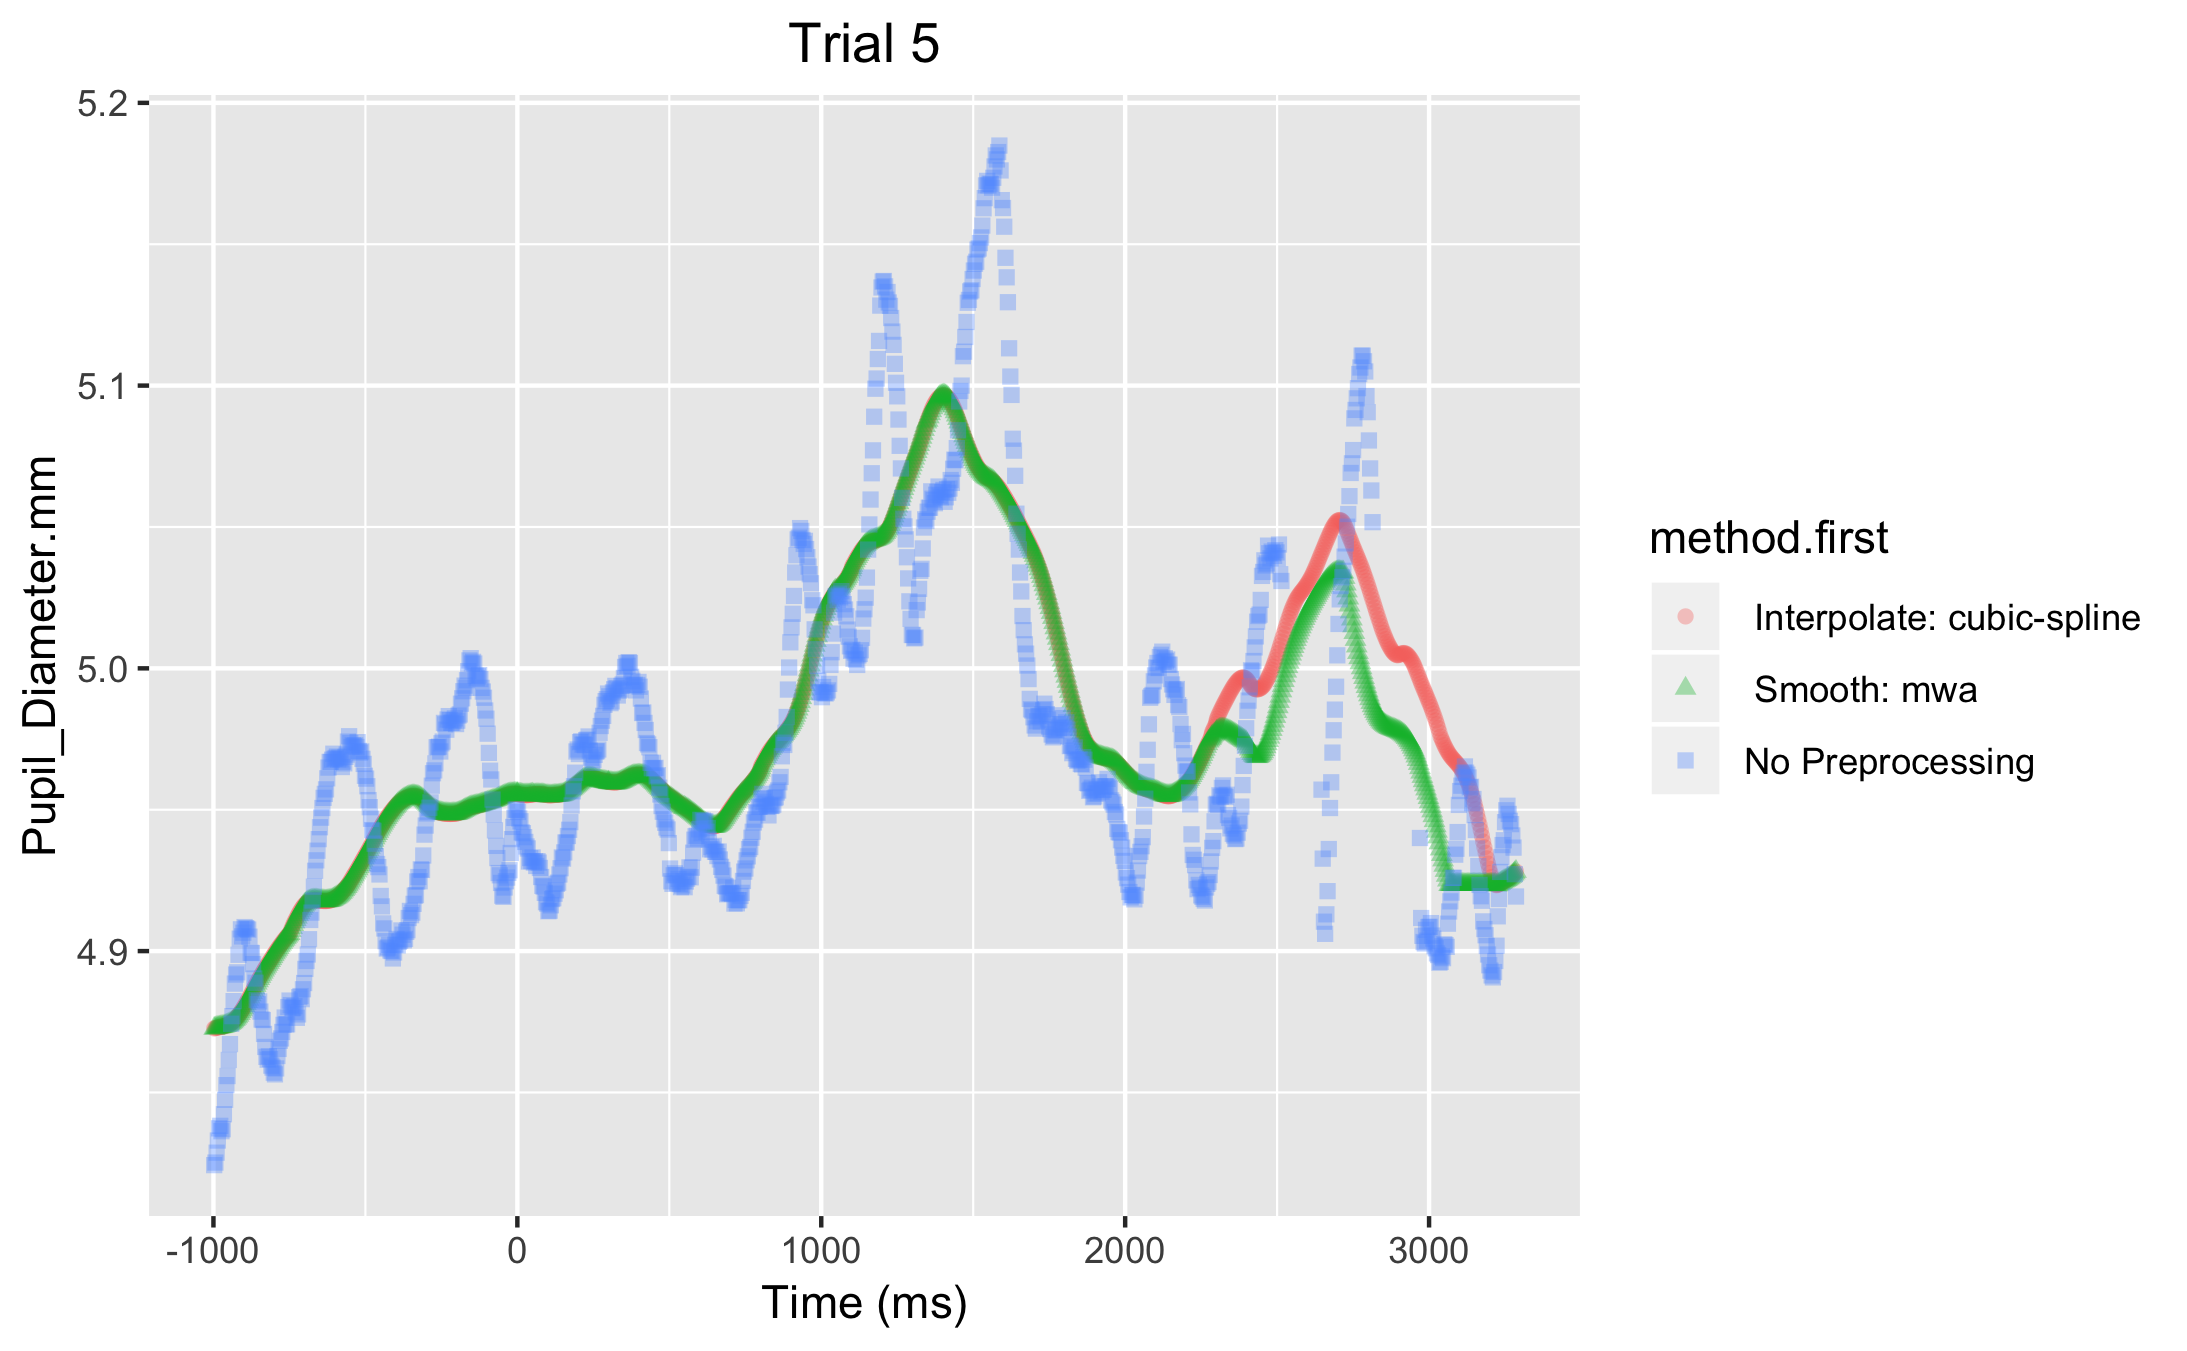 Trial 5
5.2
5.1
5.0
4.9
Pupil_Diameter.mm
-1000 0 1000 2000 3000
Time (ms)
method.first
Interpolate: cubic-spline
Smooth: mwa
No Preprocessing